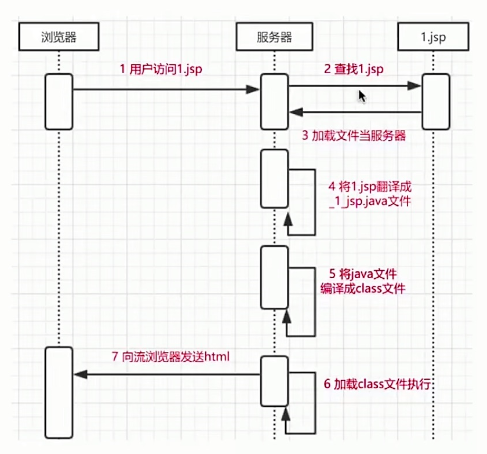 浏览器
服务器
1.jsp
1 用户访问1.jsp
2 查找1.jsp
3 加载文件当服务器
4 将1.jsp翻译成
_1_jsp.java文件
5 将java文件
编译成class文件
7 向流浏览器发送html
6 加载class文件执行